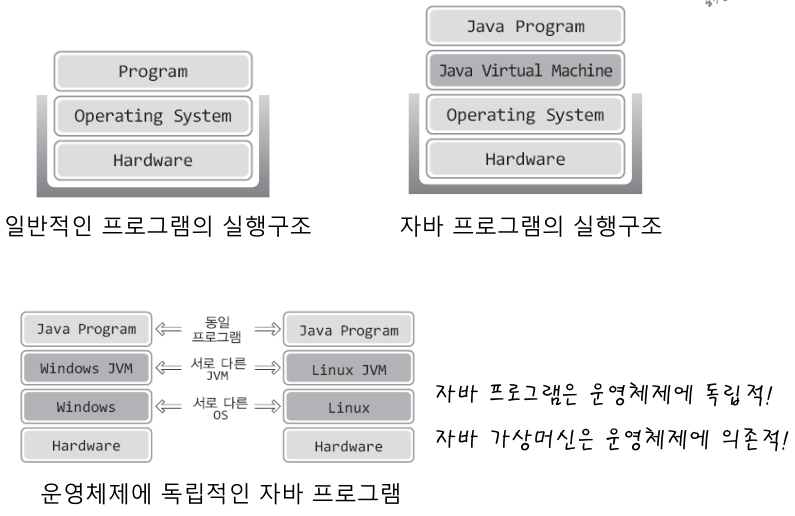 Program
Operating System
Hardware
일반적인 프로그램의 실행구조
Java Program
Java Virtual Machine
Operating System
Hardware
자바 프로그램의 실행구조
Java Program
동일
프로그램
Java Program
Windows JVM
서로 다른
JVM
Linux JVM
Windows
서로 다른
OS
Linux
Hardware
Hardware
자바 프로그램은 운영체제에 독립적!
자바 가상머신은 운영체제에 의존적!
운영체제에 독립적인 자바 프로그램